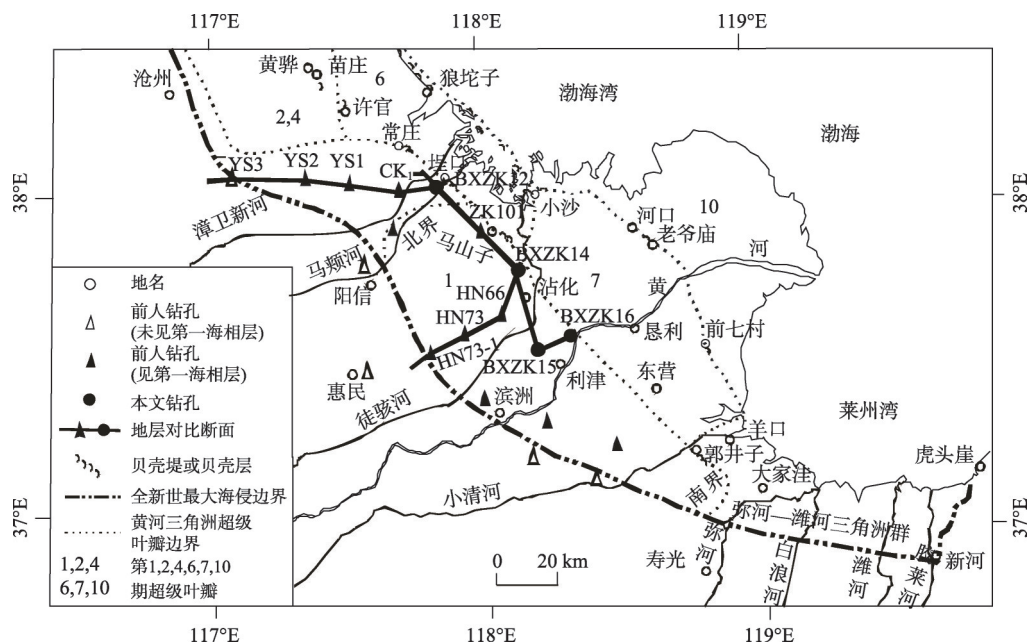 117°E 118°E 119°E
沧州
黄骅 苗庄
6
狼坨子
渤海湾
渤海
许官
2,4
常庄
埕口
YS3 YS2 YS1
CK1
BXZK12
38°N
38°N
小沙
漳卫新河
北界
ZK101
马山子
河口
10
老爷庙
马颊河
BXZK14
阳信
1
沾化
7
黄
河
HN66
HN73
BXZK16
垦利
前七村
HN73-1
BXZK15
惠民
利津
东营
徒骇河
滨洲
莱州湾
羊口
郭井子
虎头崖
大家洼
小清河
南界
37°N
37°N
弥河—潍河三角洲群
弥河
白浪河
潍河
胶莱河
新河
寿光
0 20 km
地名
前人钻孔
(未见第一海相层)
前人钻孔
(见第一海相层)
本文钻孔
地层对比断面
贝壳堤或贝壳层
全新世最大海侵边界
黄河三角洲超级
叶瓣边界
1,2,4 第1,2,4,6,7,10
6,7,10 期超级叶瓣
117°E 118°E 119°E